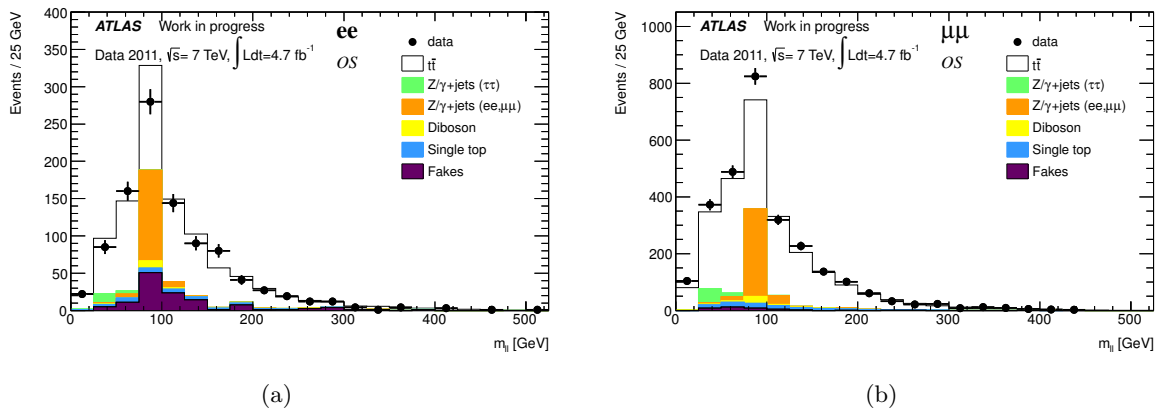 ATLAS Work in progress
Data 2011, √s= 7 TeV, ∫Ldt=4.7 fb⁻¹
ee
os
data
tt̄
Z/γ+jets (ττ)
Z/γ+jets (ee,μμ)
Diboson
Single top
Fakes
Events / 25 GeV
400
350
300
250
200
150
100
50
0
0 100 200 300 400 500
m_ll [GeV]
(a)
ATLAS Work in progress
Data 2011, √s= 7 TeV, ∫Ldt=4.7 fb⁻¹
μμ
os
data
tt̄
Z/γ+jets (ττ)
Z/γ+jets (ee,μμ)
Diboson
Single top
Fakes
Events / 25 GeV
1000
800
600
400
200
0
0 100 200 300 400 500
m_ll [GeV]
(b)